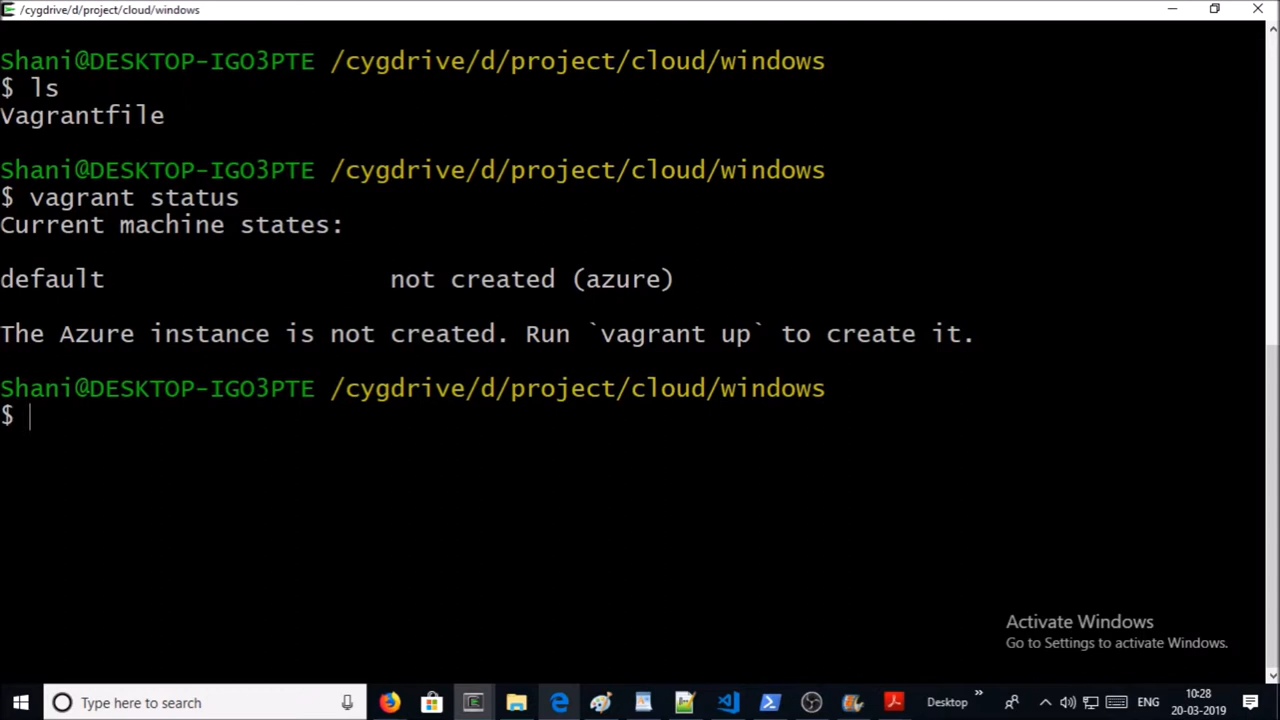 /cygdrive/d/project/cloud/windows
Shani@DESKTOP-IGO3PTE /cygdrive/d/project/cloud/windows
$ ls
Vagrantfile
Shani@DESKTOP-IGO3PTE /cygdrive/d/project/cloud/windows
$ vagrant status
Current machine states:
default not created (azure)
The Azure instance is not created. Run `vagrant up` to create it.
Shani@DESKTOP-IGO3PTE /cygdrive/d/project/cloud/windows
$
Activate Windows
Go to Settings to activate Windows.
Type here to search
Desktop
ENG
10:28
20-03-2019